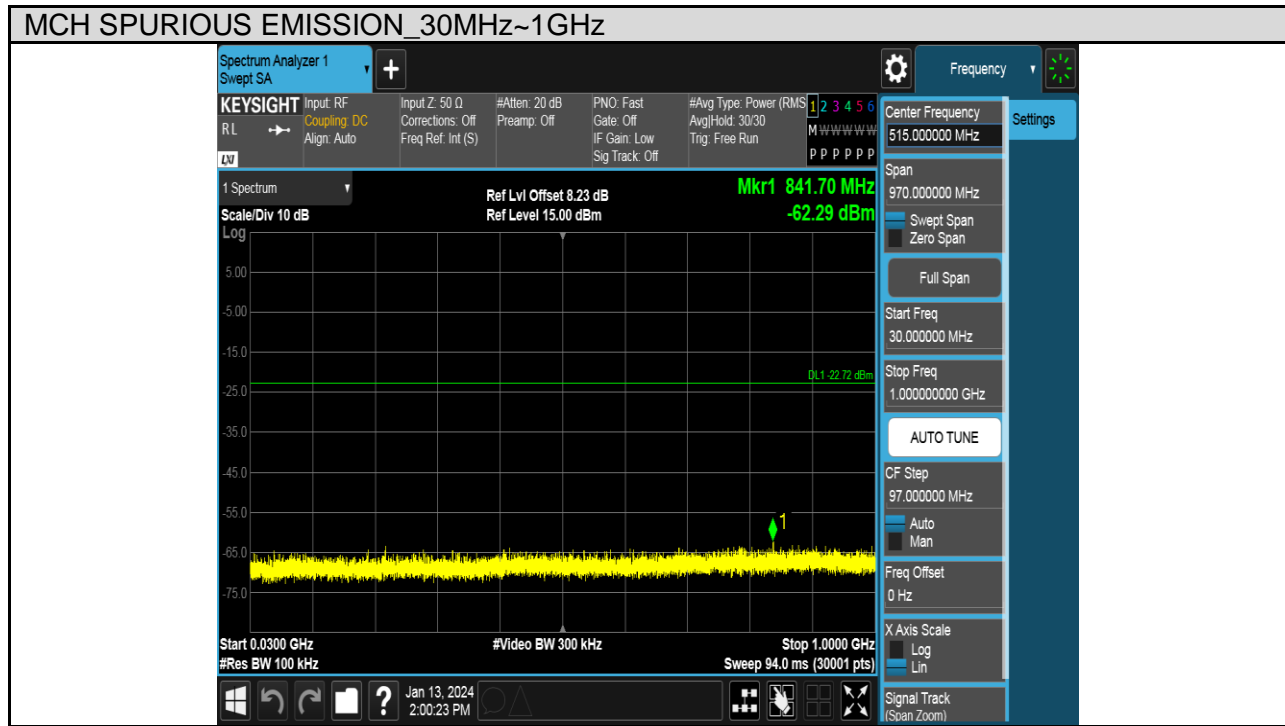 MCH SPURIOUS EMISSION_30MHz~1GHz
Spectrum Analyzer 1
Swept SA
+
Frequency
KEYSIGHT
RL
LXI
Input: RF
Coupling: DC
Align: Auto
Input Z: 50 Ω
Corrections: Off
Freq Ref: Int (S)
#Atten: 20 dB
Preamp: Off
PNO: Fast
Gate: Off
IF Gain: Low
Sig Track: Off
#Avg Type: Power (RMS
Avg|Hold: 30/30
Trig: Free Run
1 2 3 4 5 6
M W W W W W
P P P P P P
Settings
1 Spectrum
Scale/Div 10 dB
Ref Lvl Offset 8.23 dB
Ref Level 15.00 dBm
Mkr1 841.70 MHz
-62.29 dBm
Log
5.00
-5.00
-15.0
-25.0
-35.0
-45.0
-55.0
-65.0
-75.0
DL1 -22.72 dBm
1
Start 0.0300 GHz
#Res BW 100 kHz
#Video BW 300 kHz
Stop 1.0000 GHz
Sweep 94.0 ms (30001 pts)
Center Frequency
515.000000 MHz
Span
970.000000 MHz
Swept Span
Zero Span
Full Span
Start Freq
30.000000 MHz
Stop Freq
1.000000000 GHz
AUTO TUNE
CF Step
97.000000 MHz
Auto
Man
Freq Offset
0 Hz
X Axis Scale
Log
Lin
Signal Track
(Span Zoom)
?
Jan 13, 2024
2:00:23 PM